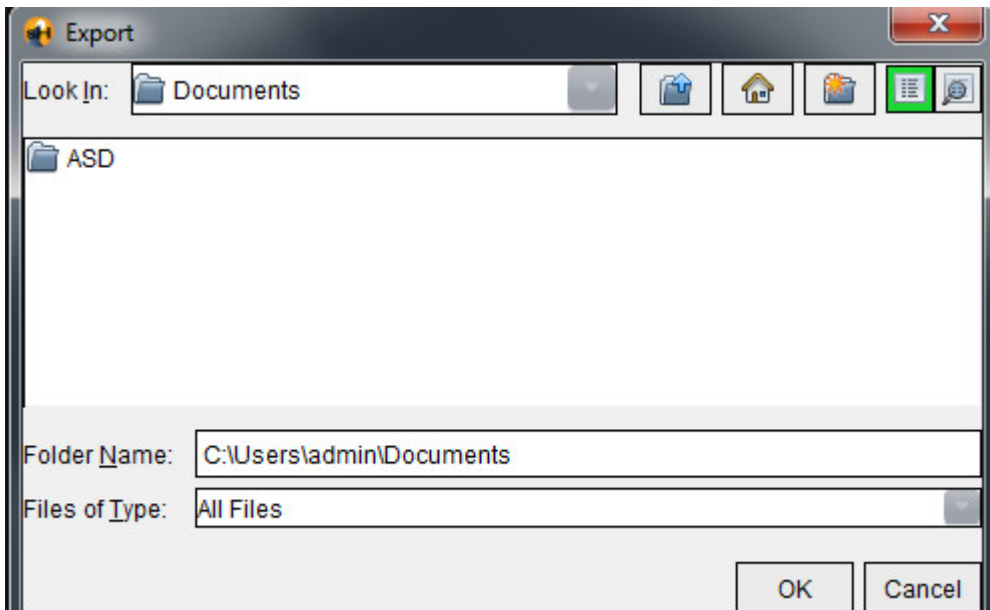 Export
Look In: Documents
ASD
Folder Name: C:\Users\admin\Documents
Files of Type: All Files
OK Cancel